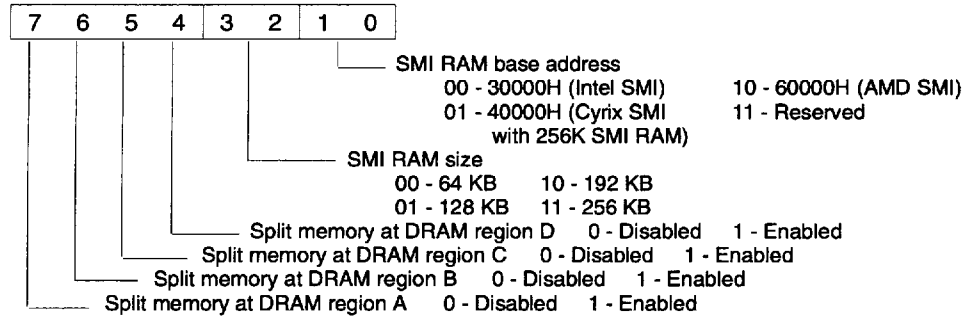 7 6 5 4 3 2 1 0
SMI RAM base address
00 - 30000H (Intel SMI) 10 - 60000H (AMD SMI)
01 - 40000H (Cyrix SMI 11 - Reserved
with 256K SMI RAM)
SMI RAM size
00 - 64 KB 10 - 192 KB
01 - 128 KB 11 - 256 KB
Split memory at DRAM region D 0 - Disabled 1 - Enabled
Split memory at DRAM region C 0 - Disabled 1 - Enabled
Split memory at DRAM region B 0 - Disabled 1 - Enabled
Split memory at DRAM region A 0 - Disabled 1 - Enabled